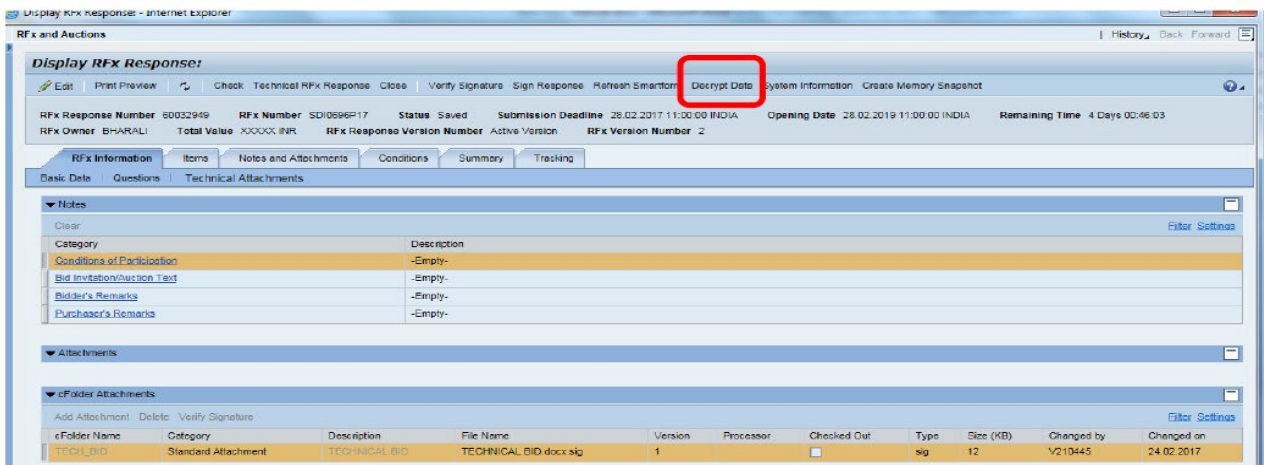 Display RFx Response: - Internet Explorer
RFx and Auctions | History Back Forward
Display RFx Response:
Edit | Print Preview | Check Technical RFx Response Close | Verify Signature Sign Response Refresh Smartform Decrypt Data System Information Create Memory Snapshot
RFx Response Number 60032949 RFx Number SDI0696P17 Status Saved Submission Deadline 28.02.2017 11:00:00 INDIA Opening Date 28.02.2019 11:00:00 INDIA Remaining Time 4 Days 00:46:03
RFx Owner BHARALI Total Value XXXXX INR RFx Response Version Number Active Version RFx Version Number 2
RFx Information Items Notes and Attachments Conditions Summary Tracking
Basic Data | Questions | Technical Attachments
Notes
Clear Filter Settings
Category Description
Conditions of Participation -Empty-
Bid Invitation/Auction Text -Empty-
Bidder's Remarks -Empty-
Purchaser's Remarks -Empty-
Attachments
cFolder Attachments
Add Attachment Delete Verify Signature Filter Settings
cFolder Name Category Description File Name Version Processor Checked Out Type Size (KB) Changed by Changed on
TECH_BID Standard Attachment TECHNICAL BID TECHNICAL BID.docx.sig 1 sig 12 V210445 24.02.2017